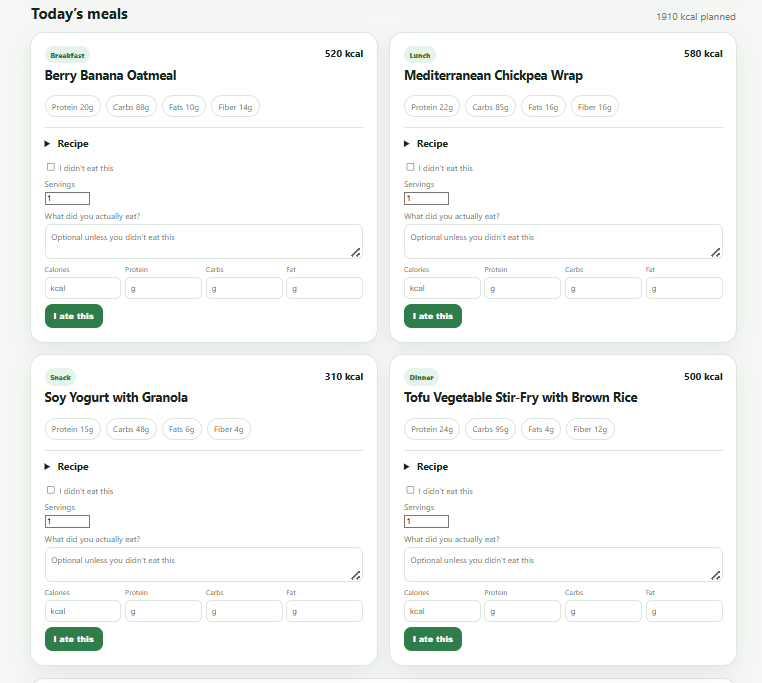 Today's meals
1910 kcal planned
Breakfast
520 kcal
Berry Banana Oatmeal
Protein 20g Carbs 88g Fats 10g Fiber 14g
Recipe
I didn't eat this
Servings
1
What did you actually eat?
Optional unless you didn't eat this
Calories Protein Carbs Fat
kcal g g g
I ate this
Lunch
580 kcal
Mediterranean Chickpea Wrap
Protein 22g Carbs 85g Fats 16g Fiber 16g
Recipe
I didn't eat this
Servings
1
What did you actually eat?
Optional unless you didn't eat this
Calories Protein Carbs Fat
kcal g g g
I ate this
Snack
310 kcal
Soy Yogurt with Granola
Protein 15g Carbs 48g Fats 6g Fiber 4g
Recipe
I didn't eat this
Servings
1
What did you actually eat?
Optional unless you didn't eat this
Calories Protein Carbs Fat
kcal g g g
I ate this
Dinner
500 kcal
Tofu Vegetable Stir-Fry with Brown Rice
Protein 24g Carbs 95g Fats 4g Fiber 12g
Recipe
I didn't eat this
Servings
1
What did you actually eat?
Optional unless you didn't eat this
Calories Protein Carbs Fat
kcal g g g
I ate this